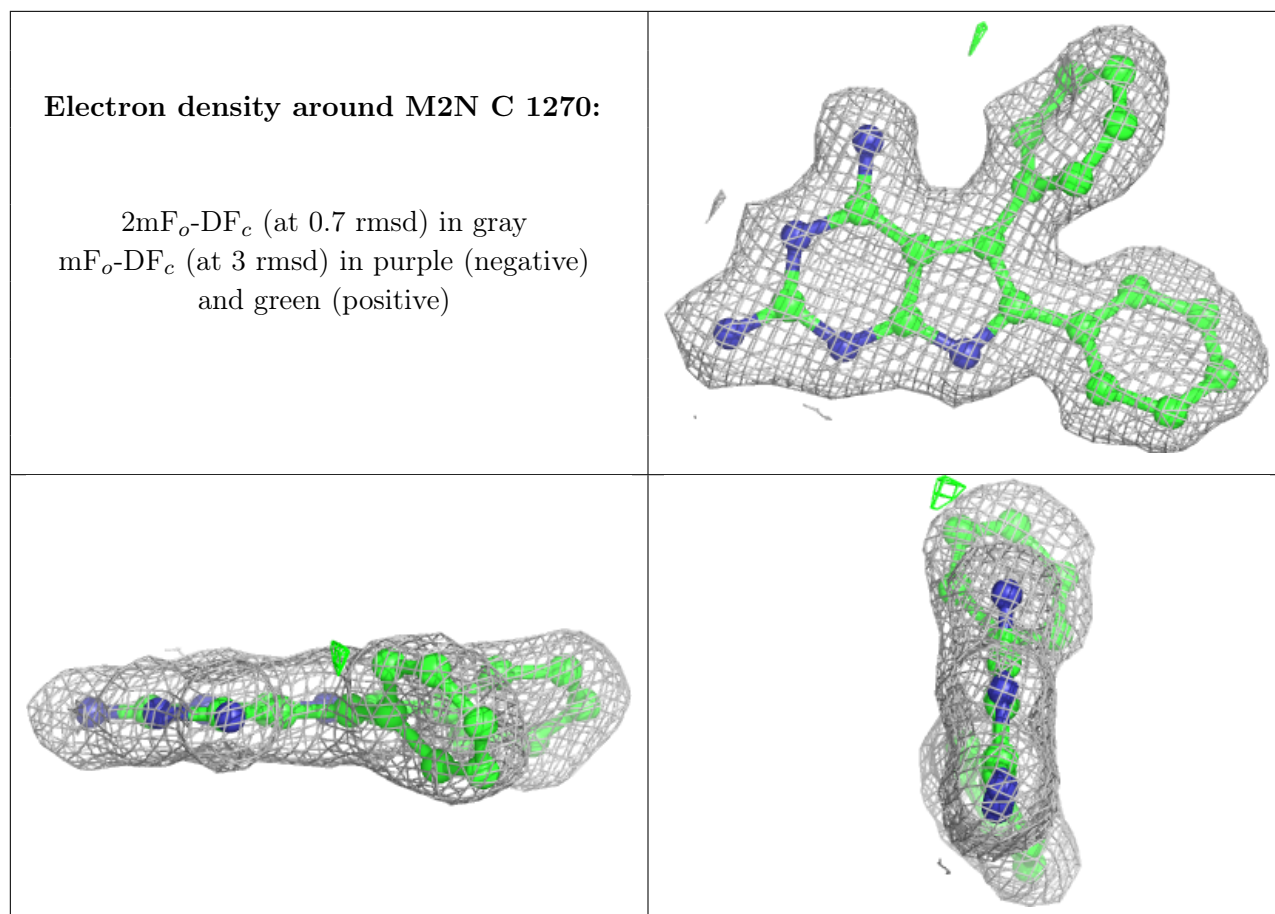 Electron density around M2N C 1270:
2mFo-DFc (at 0.7 rmsd) in gray
mFo-DFc (at 3 rmsd) in purple (negative)
and green (positive)